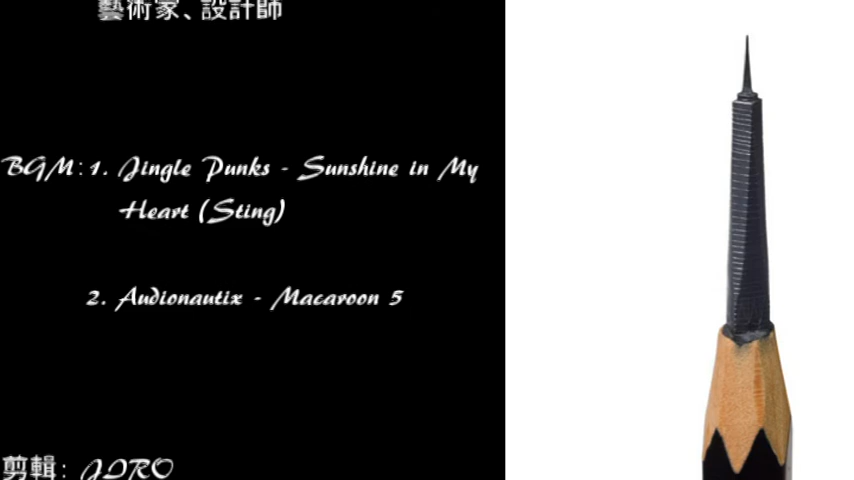 藝術家、設計師
BGM:1. Jingle Punks - Sunshine in My
Heart (Sting)
2. Audionautix - Macaroon 5
剪輯: JIRO